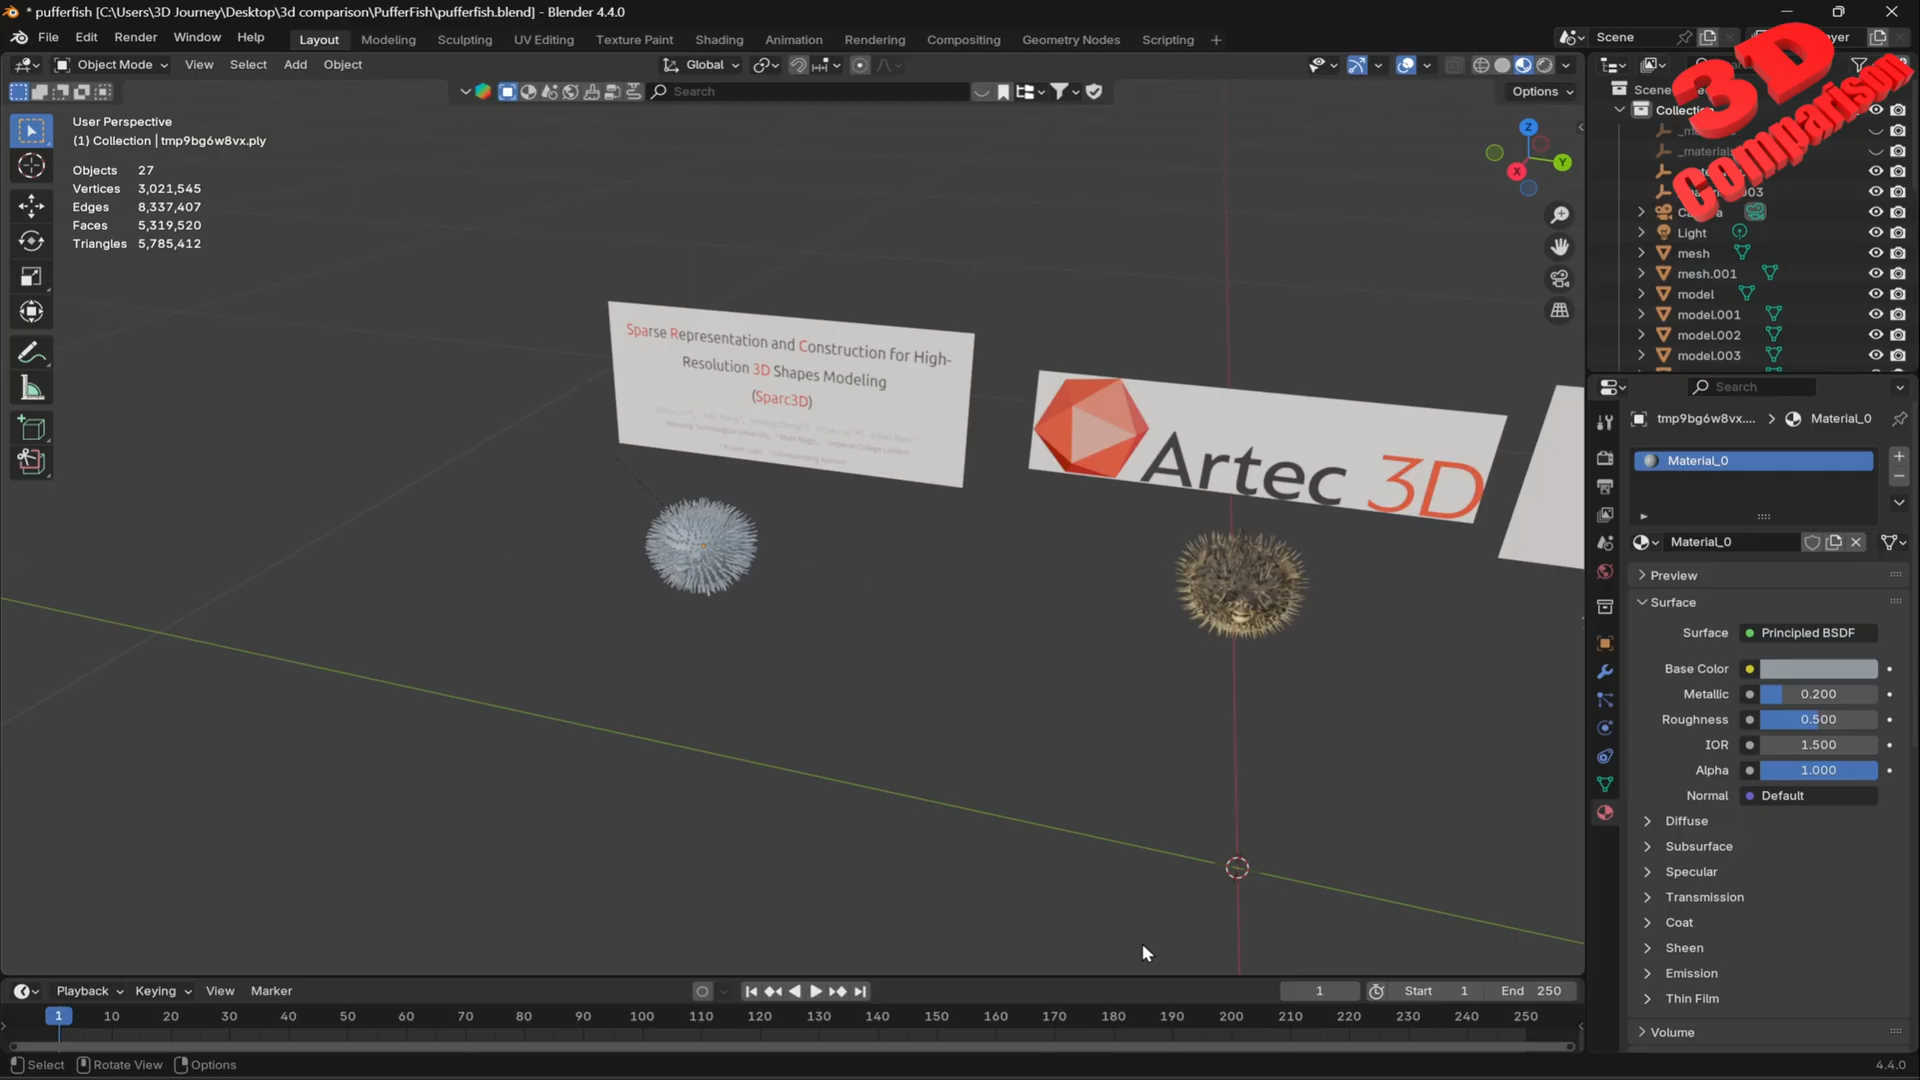 * pufferfish [C:\Users\3D Journey\Desktop\3d comparison\PufferFish\pufferfish.blend] - Blender 4.4.0
File Edit Render Window Help Layout Modeling Sculpting UV Editing Texture Paint Shading Animation Rendering Compositing Geometry Nodes Scripting + Scene
Object Mode View Select Add Object Global
Search Options
3D
Comparison
User Perspective
(1) Collection | tmp9bg6w8vx.ply
Objects 27
Vertices 3,021,545
Edges 8,337,407
Faces 5,319,520
Triangles 5,785,412
Z
Y
X
Sparse Representation and Construction for High-
Resolution 3D Shapes Modeling
(Sparc3D)
Artec 3D
Light
mesh
mesh.001
model
model.001
model.002
model.003
Search
tmp9bg6w8vx.... > Material_0
Material_0
Material_0
Preview
Surface
Surface Principled BSDF
Base Color
Metallic 0.200
Roughness 0.500
IOR 1.500
Alpha 1.000
Normal Default
Diffuse
Subsurface
Specular
Transmission
Coat
Sheen
Emission
Thin Film
Volume
Playback Keying View Marker 1 Start 1 End 250
1 10 20 30 40 50 60 70 80 90 100 110 120 130 140 150 160 170 180 190 200 210 220 230 240 250
Select Rotate View Options 4.4.0